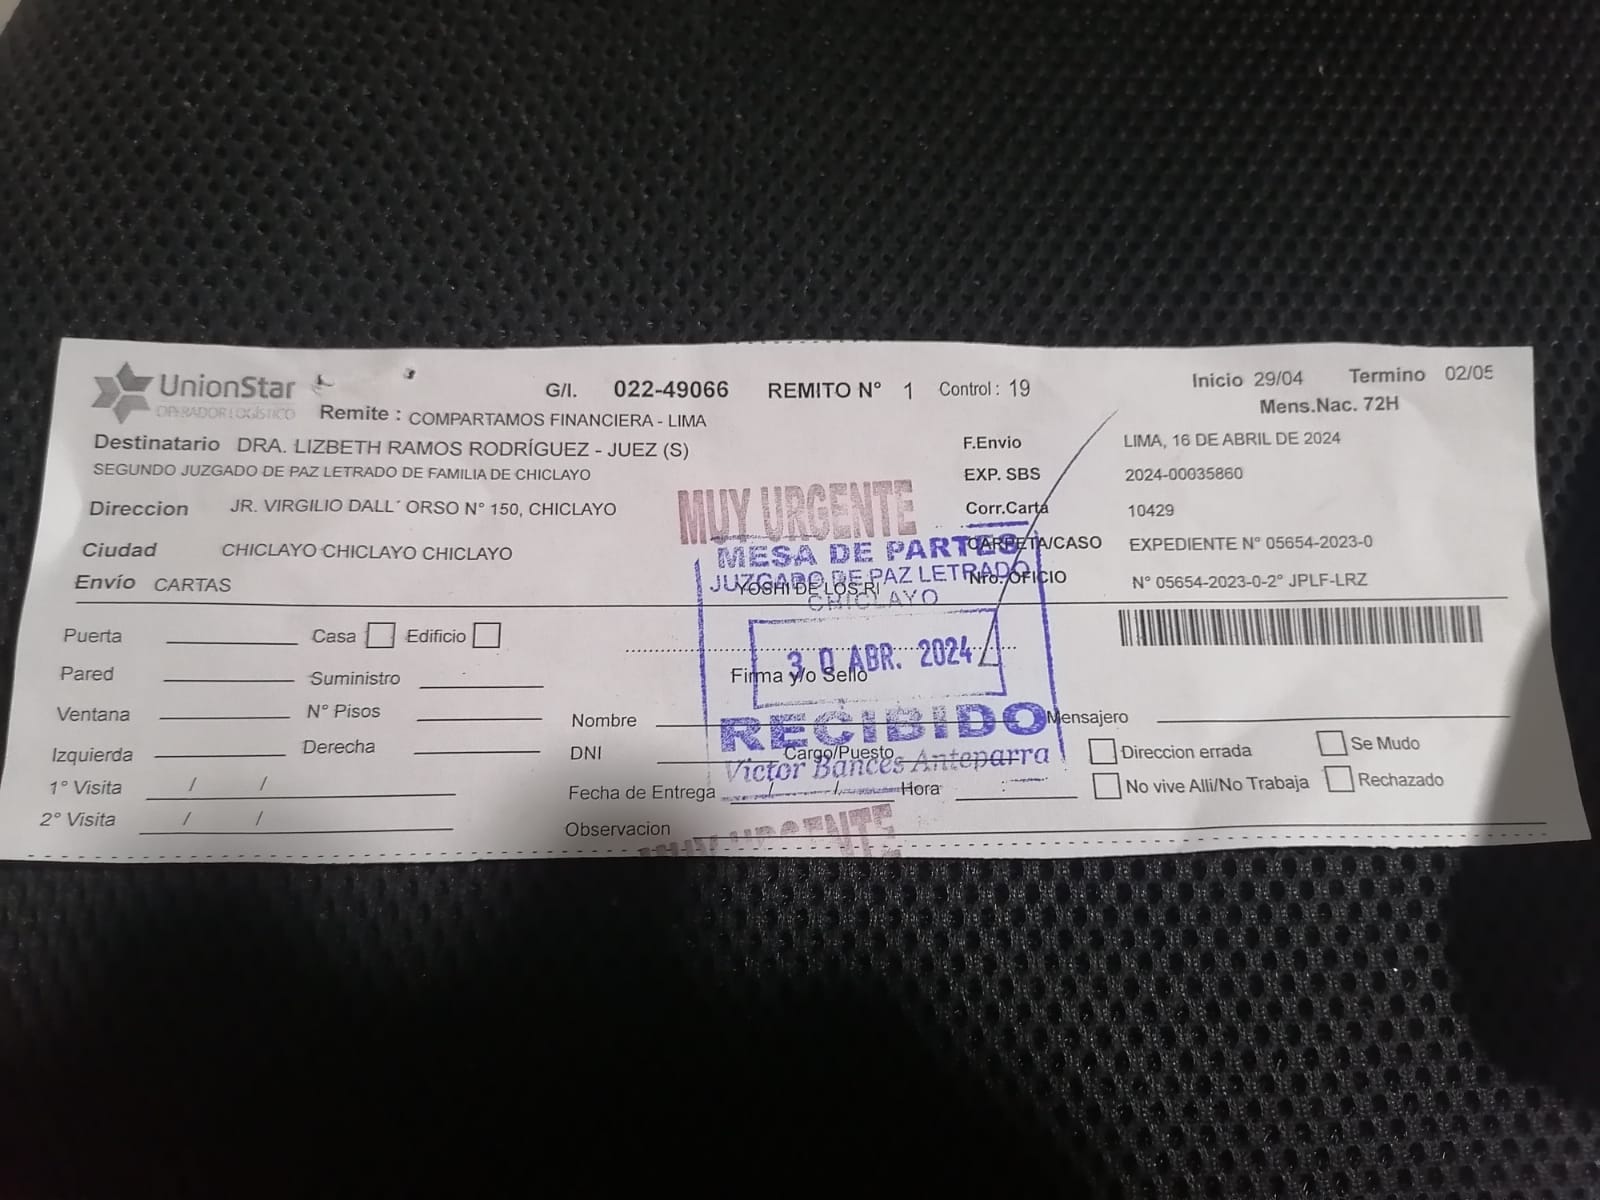 UnionStar
OPERADOR LOGÍSTICO
G/I. 022-49066 REMITO N° 1 Control : 19
Inicio 29/04 Termino 02/05
Mens.Nac. 72H
Remite : COMPARTAMOS FINANCIERA - LIMA
Destinatario DRA. LIZBETH RAMOS RODRÍGUEZ - JUEZ (S)
SEGUNDO JUZGADO DE PAZ LETRADO DE FAMILIA DE CHICLAYO
Direccion JR. VIRGILIO DALL´ ORSO N° 150, CHICLAYO
Ciudad CHICLAYO CHICLAYO CHICLAYO
Envío CARTAS
F.Envio LIMA, 16 DE ABRIL DE 2024
EXP. SBS 2024-00035860
Corr.Carta 10429
CARPETA/CASO EXPEDIENTE N° 05654-2023-0
Nro./OFICIO N° 05654-2023-0-2° JPLF-LRZ
MUY URGENTE
MESA DE PARTES
JUZGADO DE PAZ LETRADO
CHICLAYO
YOSHI DE LOS RI
30 ABR. 2024
RECIBIDO
Victor Bances Anteparra
Puerta Casa Edificio
Pared Suministro
Ventana N° Pisos
Izquierda Derecha
1° Visita / /
2° Visita / /
Firma y/o Sello
Nombre
DNI Cargo/Puesto
Fecha de Entrega / / Hora :
Observacion
Mensajero
Direccion errada Se Mudo
No vive Alli/No Trabaja Rechazado
MUY URGENTE